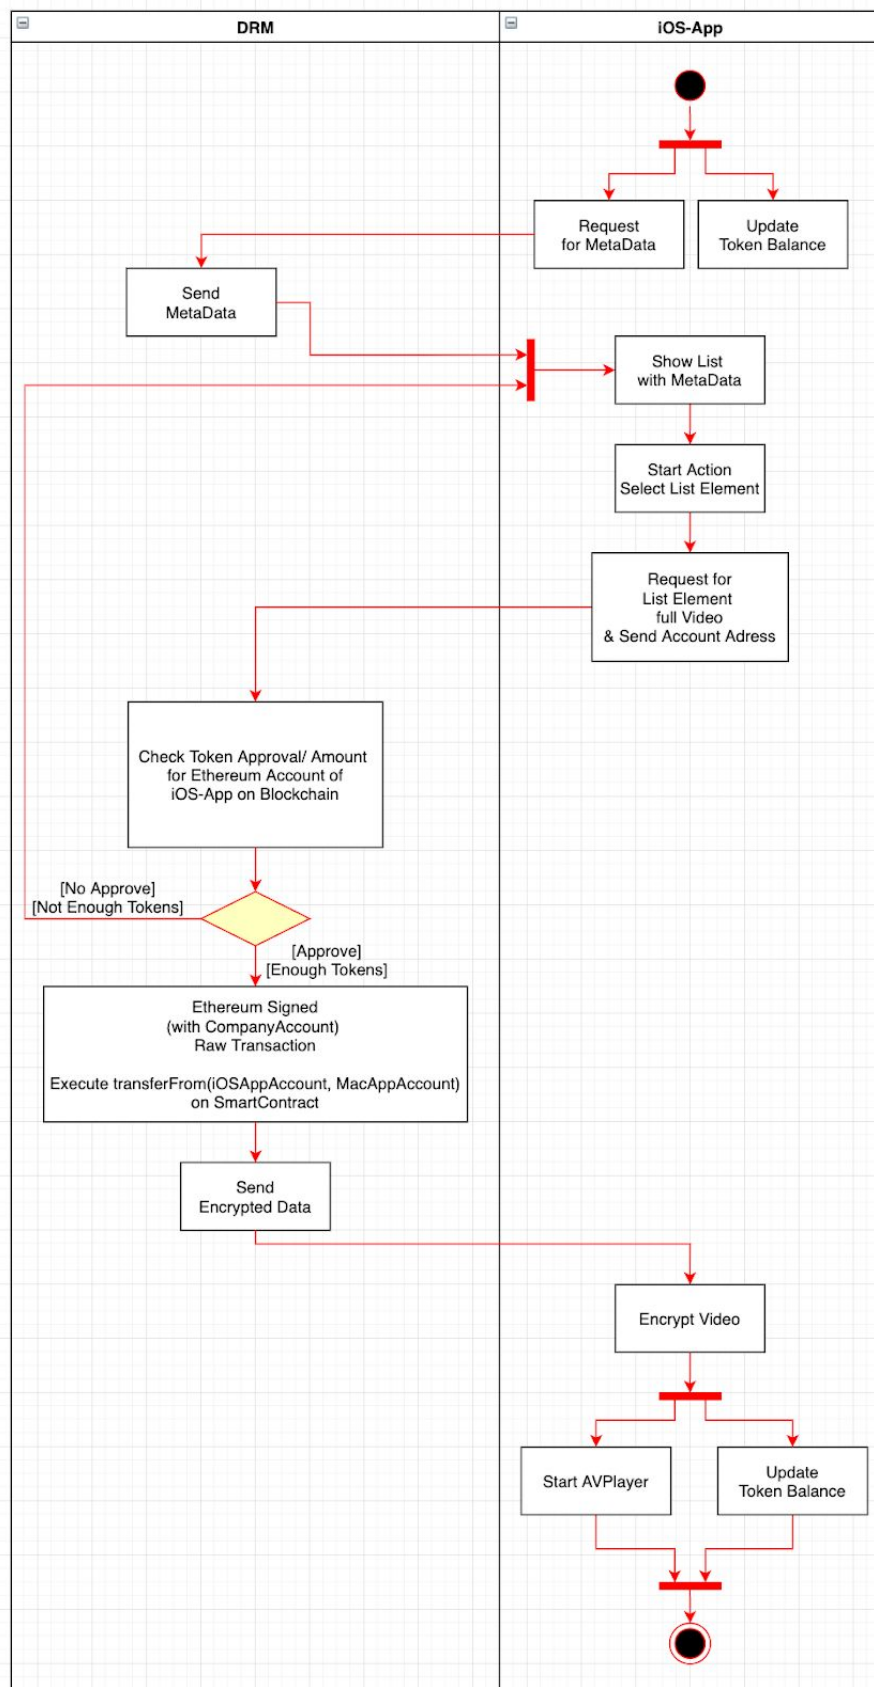 DRM
iOS-App
Request
for MetaData
Update
Token Balance
Send
MetaData
Show List
with MetaData
Start Action
Select List Element
Request for
List Element
full Video
& Send Account Adress
Check Token Approval/ Amount
for Ethereum Account of
iOS-App on Blockchain
[No Approve]
[Not Enough Tokens]
[Approve]
[Enough Tokens]
Ethereum Signed
(with CompanyAccount)
Raw Transaction
Execute transferFrom(iOSAppAccount, MacAppAccount)
on SmartContract
Send
Encrypted Data
Encrypt Video
Start AVPlayer
Update
Token Balance